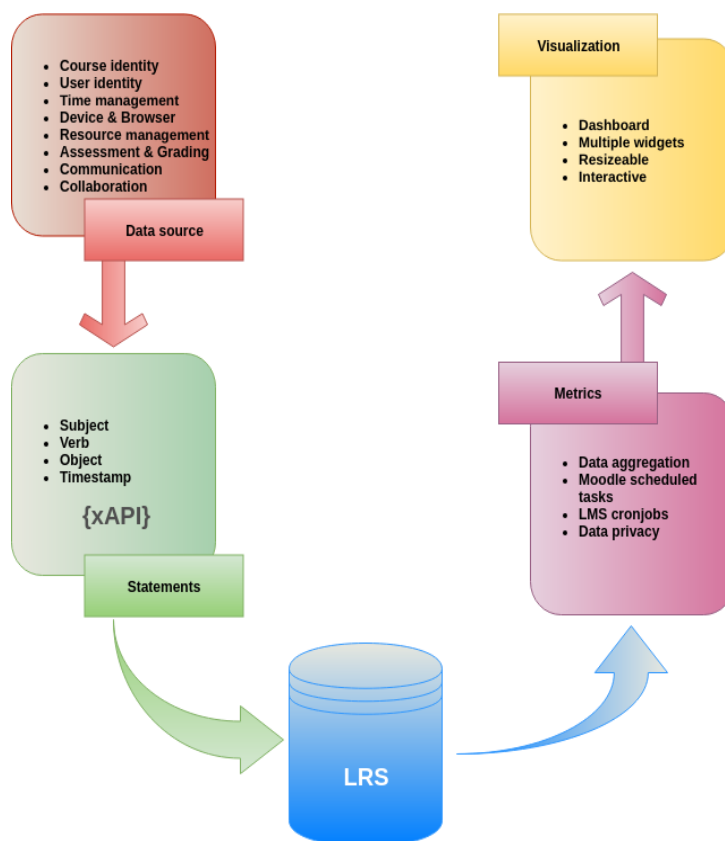 Course identity
User identity
Time management
Device & Browser
Resource management
Assessment & Grading
Communication
Collaboration
Data source
Subject
Verb
Object
Timestamp
{xAPI}
Statements
LRS
Visualization
Dashboard
Multiple widgets
Resizeable
Interactive
Metrics
Data aggregation
Moodle scheduled
tasks
LMS cronjobs
Data privacy